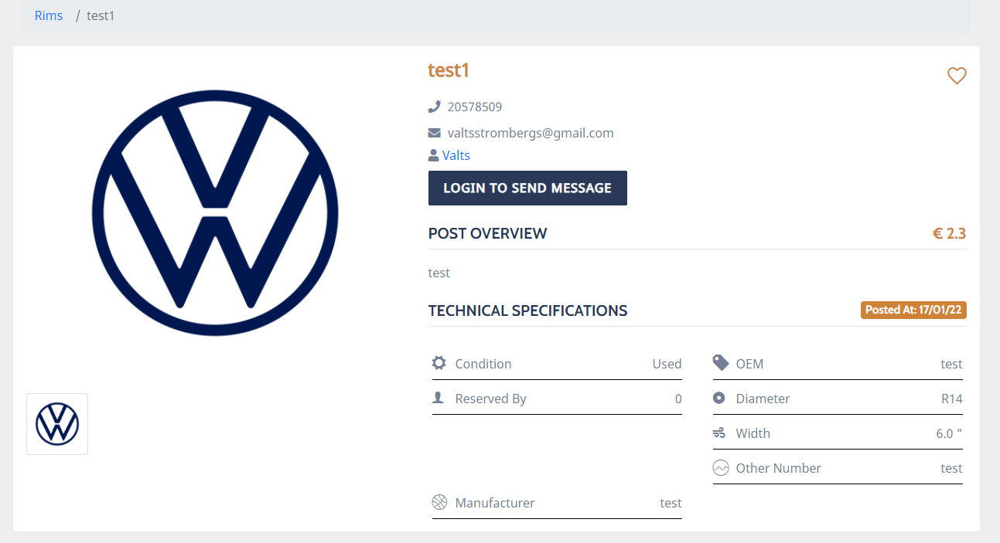 Rims / test1
test1
20578509
valtsstrombergs@gmail.com
Valts
LOGIN TO SEND MESSAGE
POST OVERVIEW € 2.3
test
TECHNICAL SPECIFICATIONS Posted At: 17/01/22
Condition Used OEM test
Reserved By 0 Diameter R14
Width 6.0 "
Other Number test
Manufacturer test